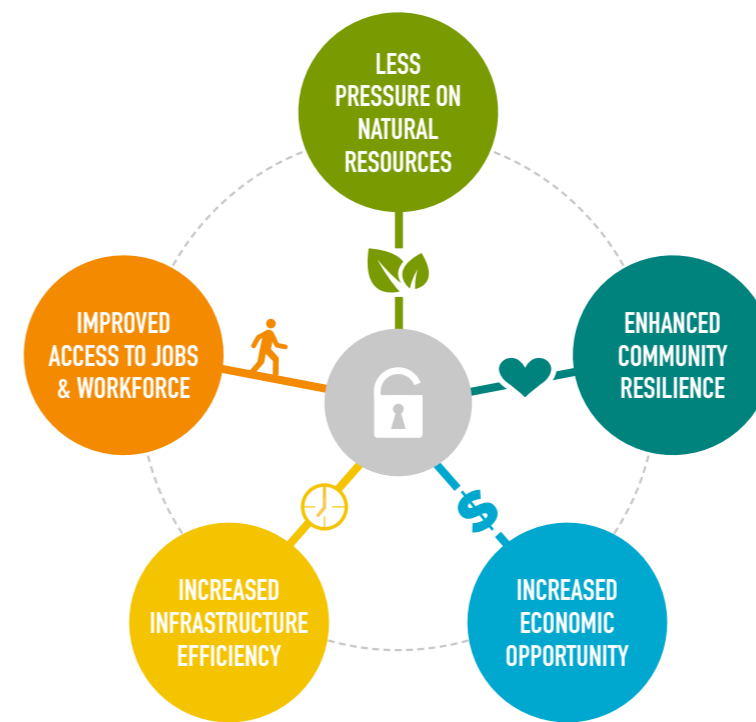 LESS
PRESSURE ON
NATURAL
RESOURCES
ENHANCED
COMMUNITY
RESILIENCE
INCREASED
ECONOMIC
OPPORTUNITY
INCREASED
INFRASTRUCTURE
EFFICIENCY
IMPROVED
ACCESS TO JOBS
& WORKFORCE
$